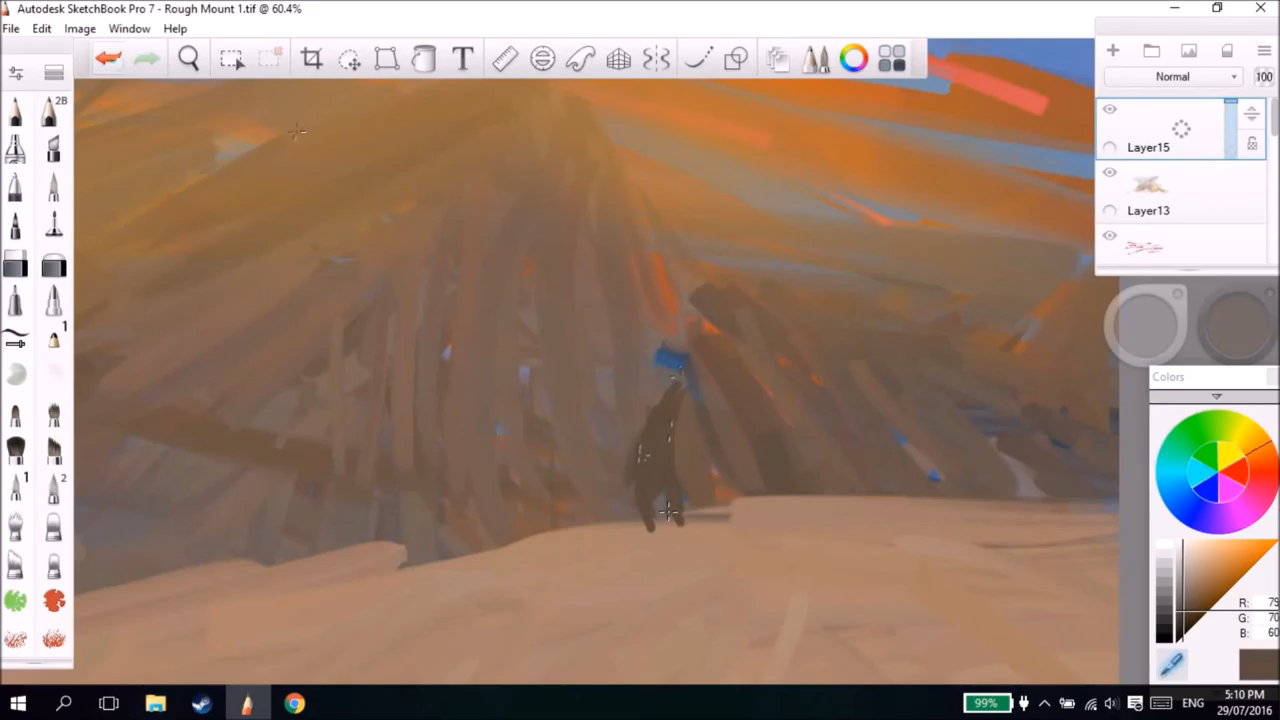 Autodesk SketchBook Pro 7 - Rough Mount 1.tif @ 60.4%
File Edit Image Window Help
T
Normal 100
2B
Layer15
Layer13
1
1 2
Colors
R: 79
G: 70
B: 60
99% ENG 5:10 PM
29/07/2016